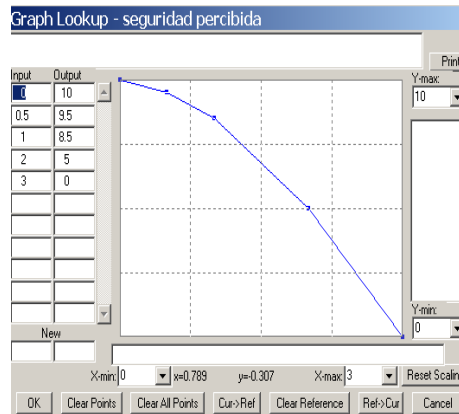 Graph Lookup - seguridad percibida
Print
Input Output
Y-max:
0 10
10
0.5 9.5
1 8.5
2 5
3 0
Y-min:
0
New
X-min: 0 x=0.789 y=-0.307 X-max: 3 Reset Scalin
OK Clear Points Clear All Points Cur->Ref Clear Reference Ref->Cur Cancel